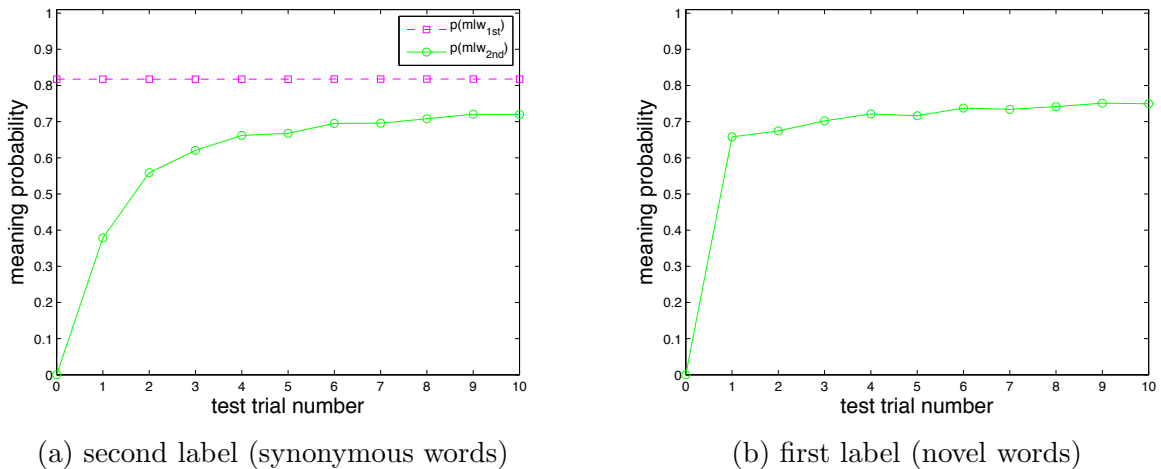 1
0.9
0.8
0.7
0.6
0.5
0.4
0.3
0.2
0.1
0
meaning probability
p(m|w1st)
p(m|w2nd)
0 1 2 3 4 5 6 7 8 9 10
test trial number
(a) second label (synonymous words)
1
0.9
0.8
0.7
0.6
0.5
0.4
0.3
0.2
0.1
0
meaning probability
0 1 2 3 4 5 6 7 8 9 10
test trial number
(b) first label (novel words)